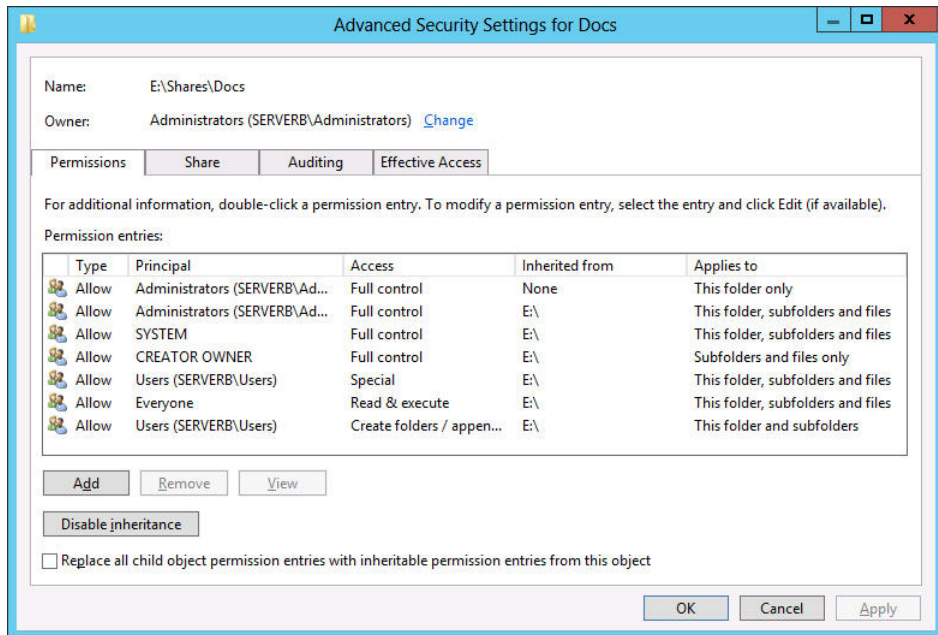 Advanced Security Settings for Docs
Name: E:\Shares\Docs
Owner: Administrators (SERVERB\Administrators) Change
Permissions Share Auditing Effective Access
For additional information, double-click a permission entry. To modify a permission entry, select the entry and click Edit (if available).
Permission entries:
Type Principal Access Inherited from Applies to
Allow Administrators (SERVERB\Ad... Full control None This folder only
Allow Administrators (SERVERB\Ad... Full control E:\ This folder, subfolders and files
Allow SYSTEM Full control E:\ This folder, subfolders and files
Allow CREATOR OWNER Full control E:\ Subfolders and files only
Allow Users (SERVERB\Users) Special E:\ This folder, subfolders and files
Allow Everyone Read & execute E:\ This folder, subfolders and files
Allow Users (SERVERB\Users) Create folders / appen... E:\ This folder and subfolders
Add Remove View
Disable inheritance
Replace all child object permission entries with inheritable permission entries from this object
OK Cancel Apply